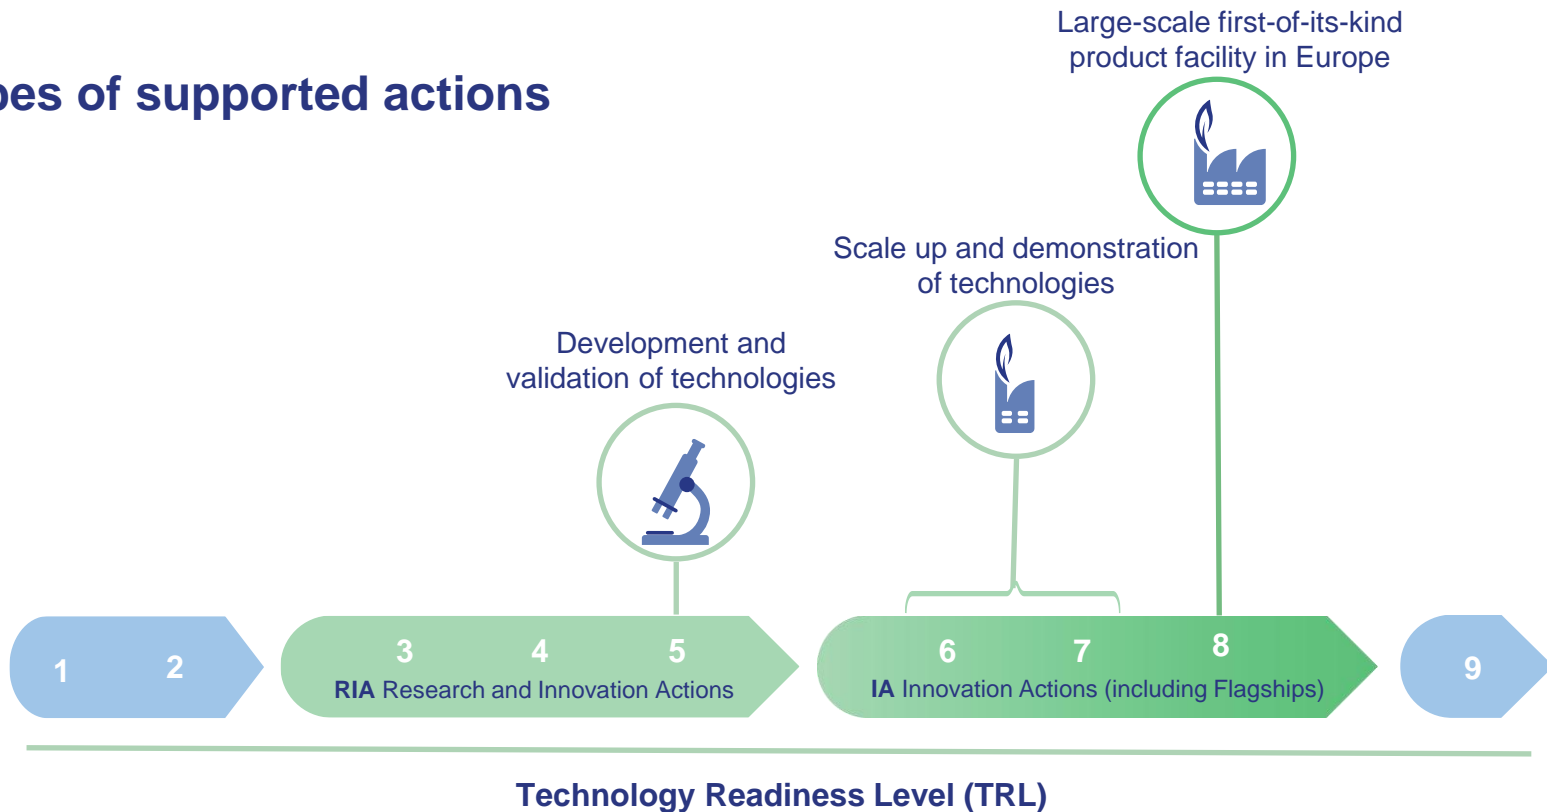 pes of supported actions
Large-scale first-of-its-kind
product facility in Europe
Scale up and demonstration
of technologies
Development and
validation of technologies
1
2
3
4
5
RIA Research and Innovation Actions
6
7
8
IA Innovation Actions (including Flagships)
9
Technology Readiness Level (TRL)